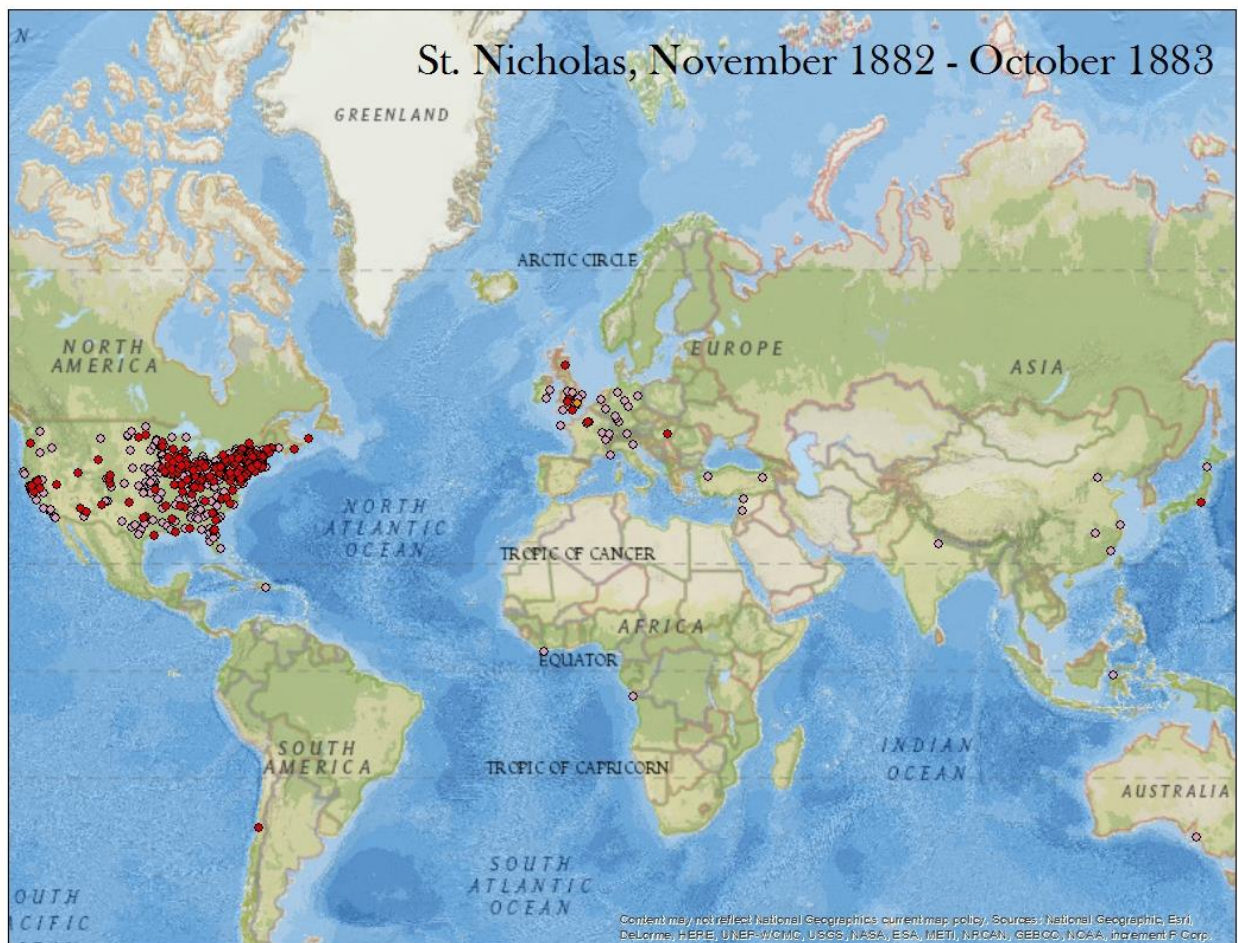 N
St. Nicholas, November 1882 - October 1883
GREENLAND
ARCTIC CIRCLE
NORTH
AMERICA
EUROPE
ASIA
NORTH
ATLANTIC
OCEAN
TROPIC OF CANCER
AFRICA
EQUATOR
SOUTH
AMERICA
TROPIC OF CAPRICORN
INDIAN
OCEAN
AUSTRALIA
SOUTH
ATLANTIC
OCEAN
OUTH
ACIFIC
Content may not reflect National Geographic's current map policy. Sources: National Geographic, Esri,
DeLorme, HERE, UNEP-WCMC, USGS, NASA, ESA, METI, NRCAN, GEBCO, NOAA, increment P Corp.